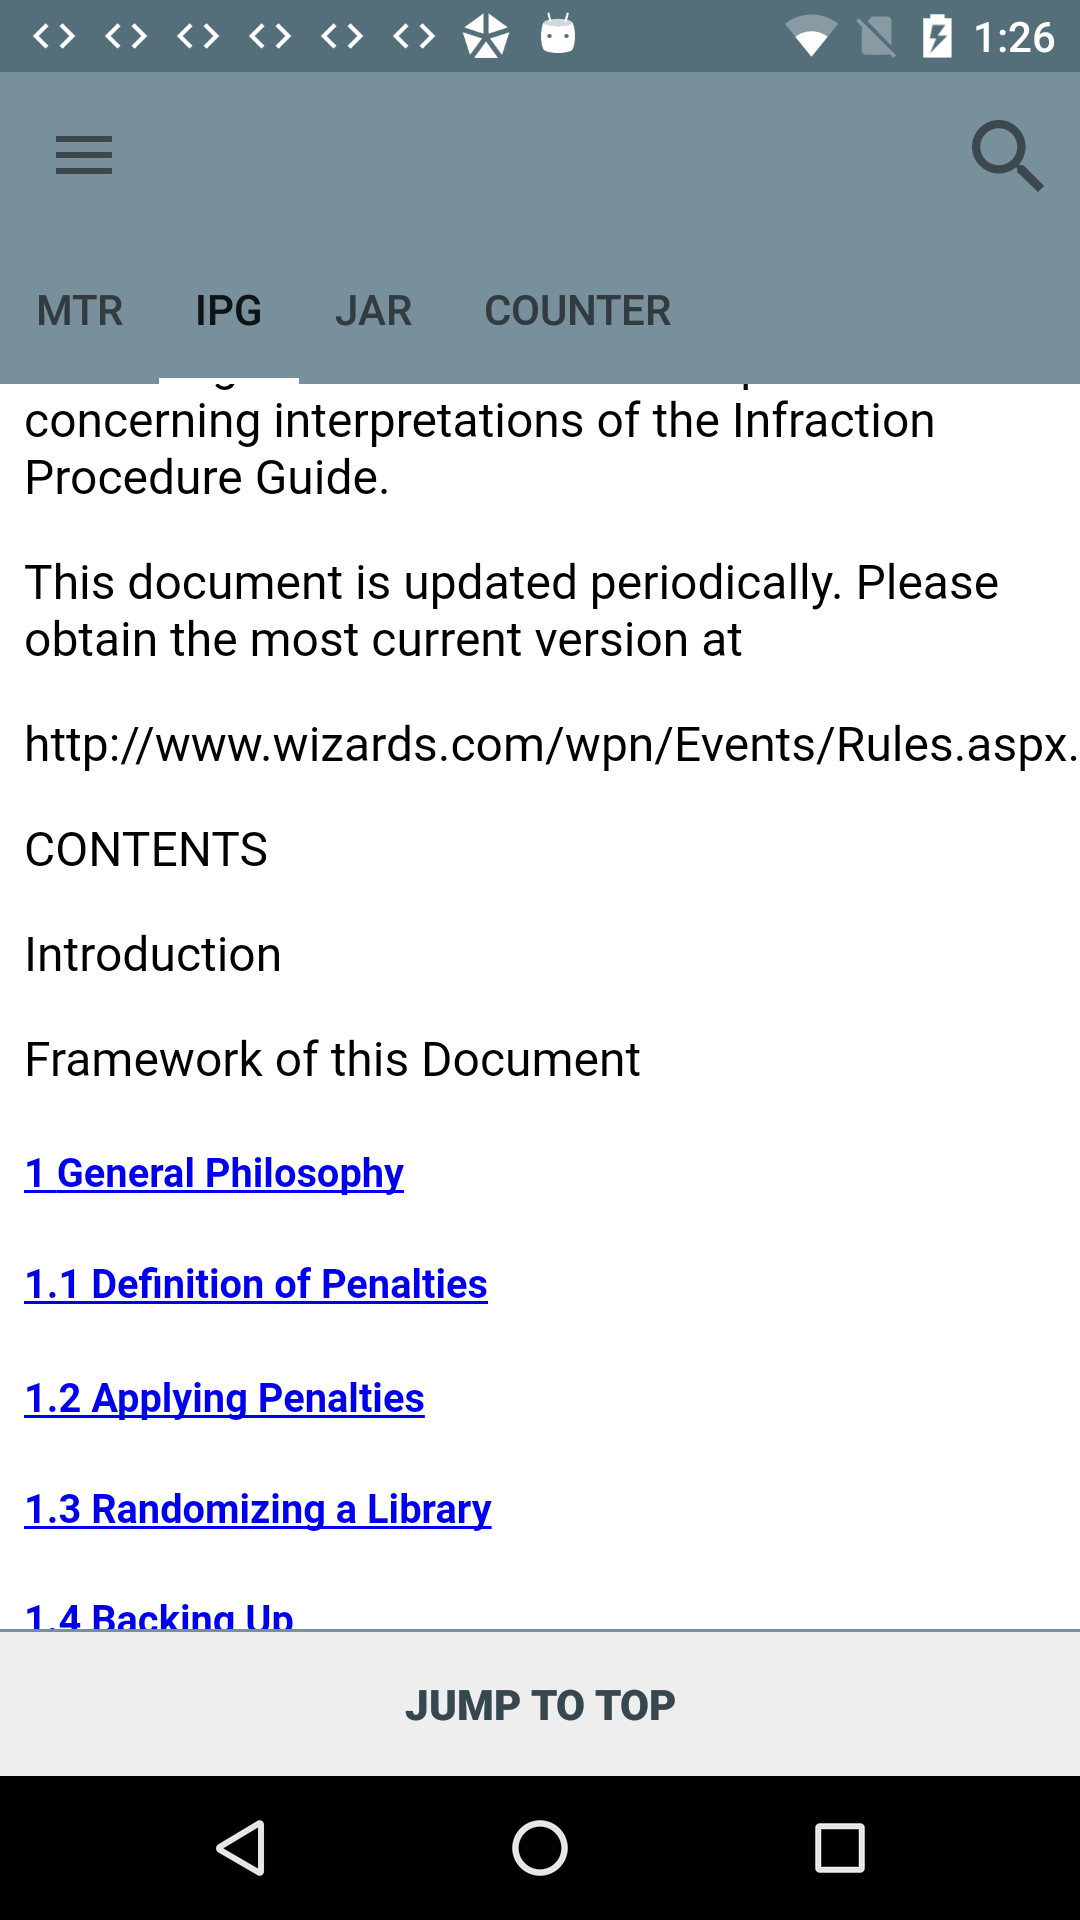 1:26
MTR IPG JAR COUNTER
concerning interpretations of the Infraction
Procedure Guide.
This document is updated periodically. Please
obtain the most current version at
http://www.wizards.com/wpn/Events/Rules.aspx.
CONTENTS
Introduction
Framework of this Document
1 General Philosophy
1.1 Definition of Penalties
1.2 Applying Penalties
1.3 Randomizing a Library
1.4 Backing Up
JUMP TO TOP